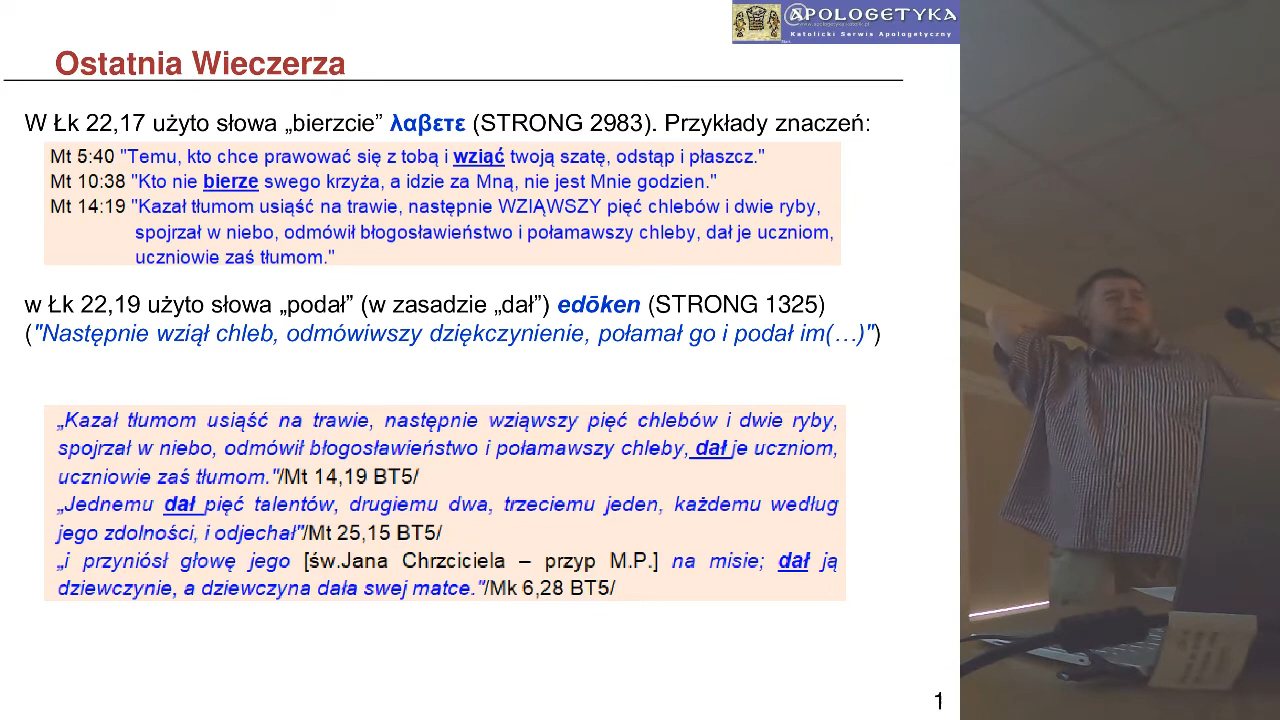 @POLOGETYKA
www.apologetyka.katolik.pl
Katolicki Serwis Apologetyczny
Ostatnia Wieczerza
W Łk 22,17 użyto słowa „bierzcie” λαβετε (STRONG 2983). Przykłady znaczeń:
Mt 5:40 "Temu, kto chce prawować się z tobą i wziąć twoją szatę, odstąp i płaszcz."
Mt 10:38 "Kto nie bierze swego krzyża, a idzie za Mną, nie jest Mnie godzien."
Mt 14:19 "Kazał tłumom usiąść na trawie, następnie WZIĄWSZY pięć chlebów i dwie ryby,
spojrzał w niebo, odmówił błogosławieństwo i połamawszy chleby, dał je uczniom,
uczniowie zaś tłumom."
w Łk 22,19 użyto słowa „podał” (w zasadzie „dał”) edōken (STRONG 1325)
("Następnie wziął chleb, odmówiwszy dziękczynienie, połamał go i podał im(…)")
„Kazał tłumom usiąść na trawie, następnie wziąwszy pięć chlebów i dwie ryby,
spojrzał w niebo, odmówił błogosławieństwo i połamawszy chleby, dał je uczniom,
uczniowie zaś tłumom."/Mt 14,19 BT5/
„Jednemu dał pięć talentów, drugiemu dwa, trzeciemu jeden, każdemu według
jego zdolności, i odjechał"/Mt 25,15 BT5/
„i przyniósł głowę jego [św.Jana Chrzciciela – przyp M.P.] na misie; dał ją
dziewczynie, a dziewczyna dała swej matce."/Mk 6,28 BT5/
1